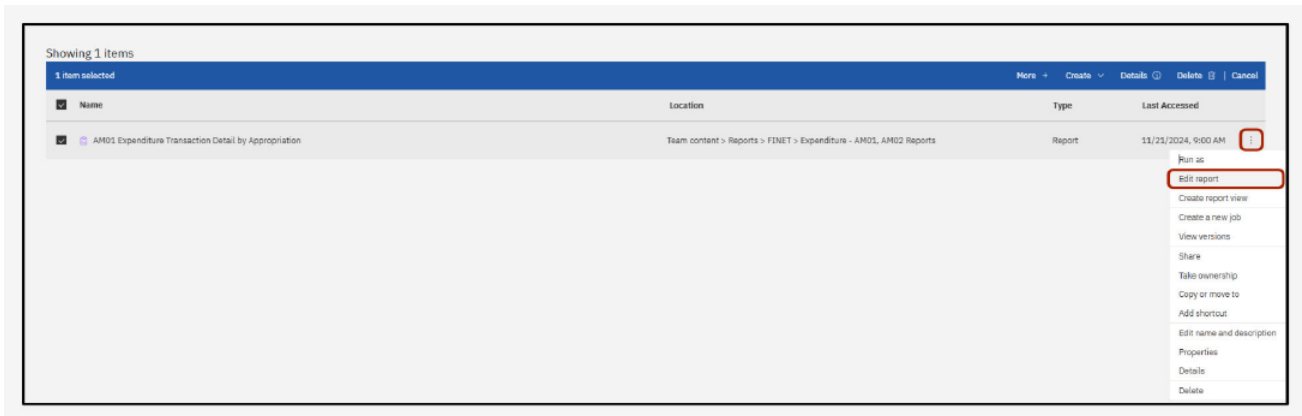 Showing 1 items
1 item selected More + Create Details Delete | Cancel
Name Location Type Last Accessed
AM01 Expenditure Transaction Detail by Appropriation Team content > Reports > FINET > Expenditure - AM01, AM02 Reports Report 11/21/2024, 9:00 AM
Run as
Edit report
Create report view
Create a new job
View versions
Share
Take ownership
Copy or move to
Add shortcut
Edit name and description
Properties
Details
Delete